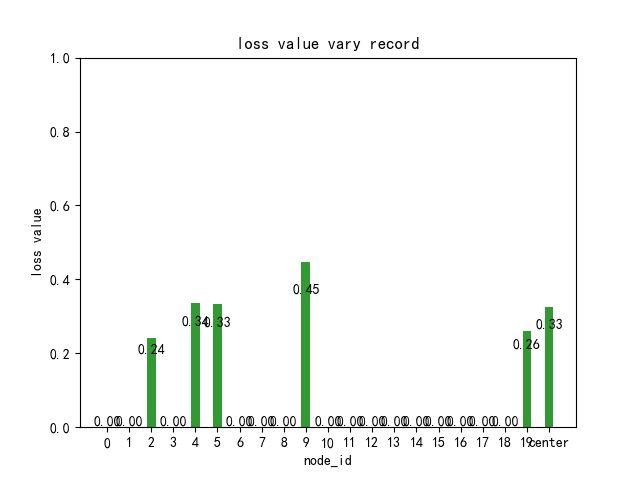 loss value vary record
1.0
0.8
0.6
0.4
0.2
0.0
loss value
0.00 0.00 0.24 0.00 0.34 0.33 0.00 0.00 0.00 0.45 0.00 0.00 0.00 0.00 0.00 0.00 0.00 0.00 0.00 0.26 0.33
0 1 2 3 4 5 6 7 8 9 10 11 12 13 14 15 16 17 18 19 center
node_id